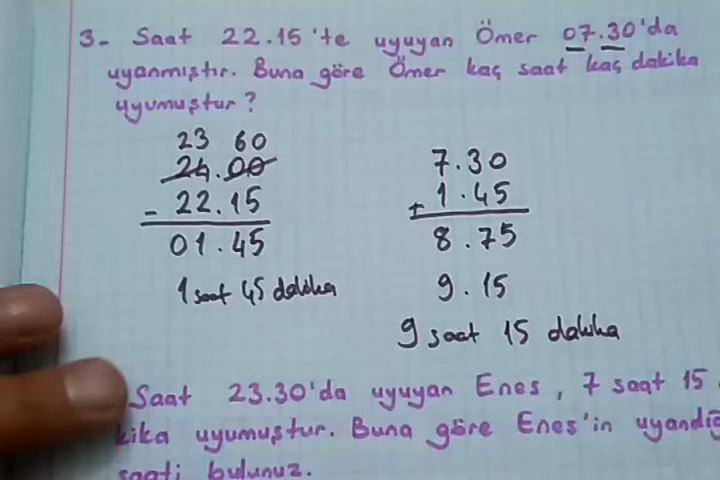 3- Saat 22.15'te uyuyan Ömer 07.30'da
uyanmıştır. Buna göre Ömer kaç saat kaç dakika
uyumuştur?
23 60
24.00
- 22.15
01.45
1 saat 45 dakika
7.30
+ 1.45
8.75
9.15
9 saat 15 dakika
Saat 23.30'da uyuyan Enes, 7 saat 15
kika uyumuştur. Buna göre Enes'in
saati bulunuz.